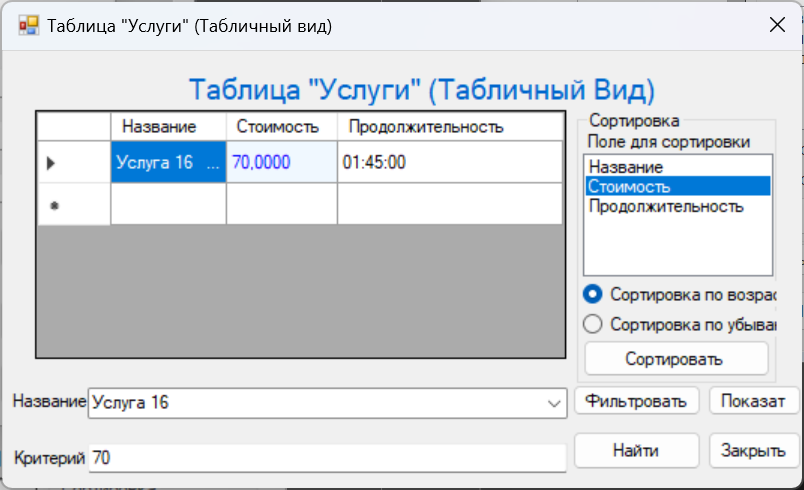 Таблица "Услуги" (Табличный вид)
Таблица "Услуги" (Табличный Вид)
Название Стоимость Продолжительность
Услуга 16 ... 70,0000 01:45:00
Сортировка
Поле для сортировки
Название
Стоимость
Продолжительность
Сортировка по возрас
Сортировка по убыва
Сортировать
Название Услуга 16
Фильтровать Показат
Критерий 70
Найти Закрыть